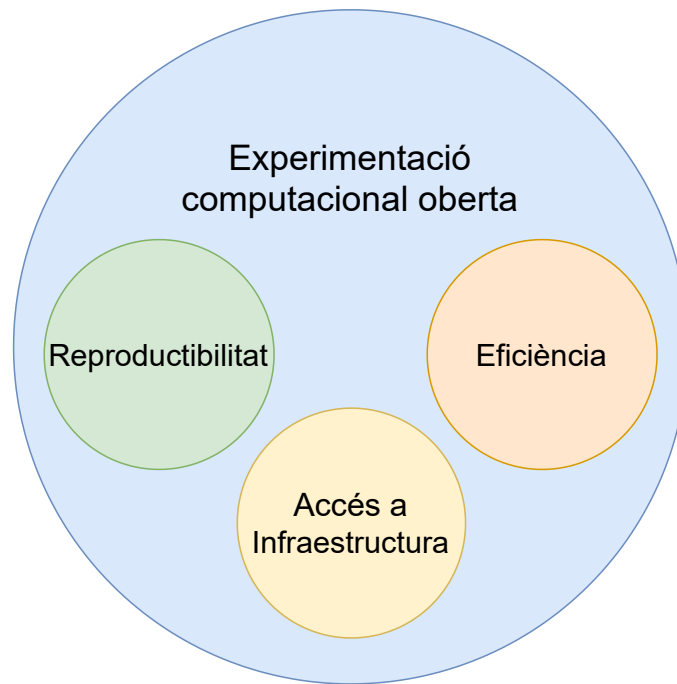 Experimentació
computacional oberta
Reproductibilitat
Eficiència
Accés a
Infraestructura